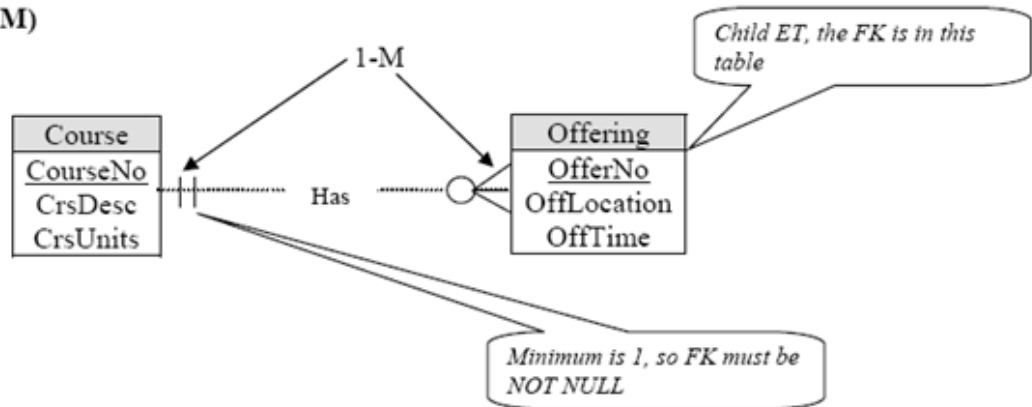 M)
1-M
Child ET, the FK is in this
table
Course
CourseNo
CrsDesc
CrsUnits
Has
Offering
OfferNo
OffLocation
OffTime
Minimum is 1, so FK must be
NOT NULL